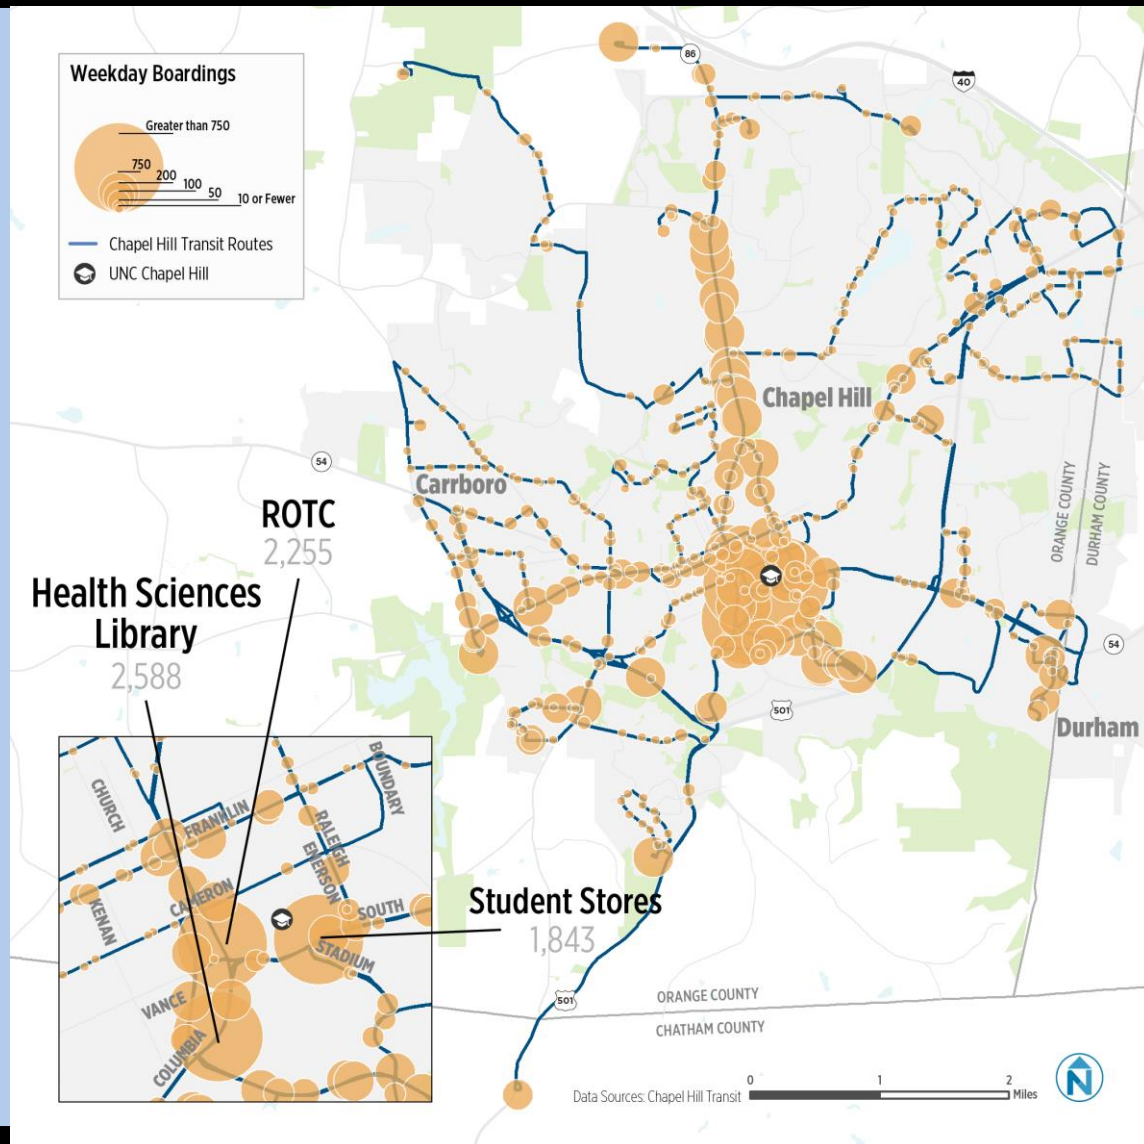 Weekday Boardings
Greater than 750
750
200
100
50
10 or Fewer
Chapel Hill Transit Routes
UNC Chapel Hill
86
40
Chapel Hill
54
Carrboro
ORANGE COUNTY
DURHAM COUNTY
ROTC
2,255
Health Sciences
Library
2,588
54
501
Durham
CHURCH
FRANKLIN
BOUNDARY
RALEIGH
EMERSON
CAMERON
KENAN
SOUTH
STADIUM
VANCE
COLUMBIA
Student Stores
1,843
501
ORANGE COUNTY
CHATHAM COUNTY
Data Sources: Chapel Hill Transit
0
1
2
Miles
N